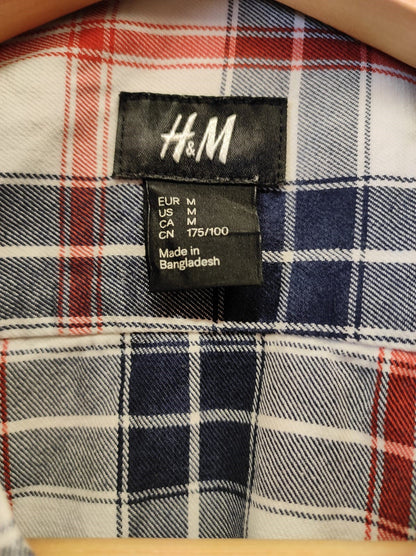 H&M
EUR M
US M
CA M
CN 175/100
Made in
Bangladesh